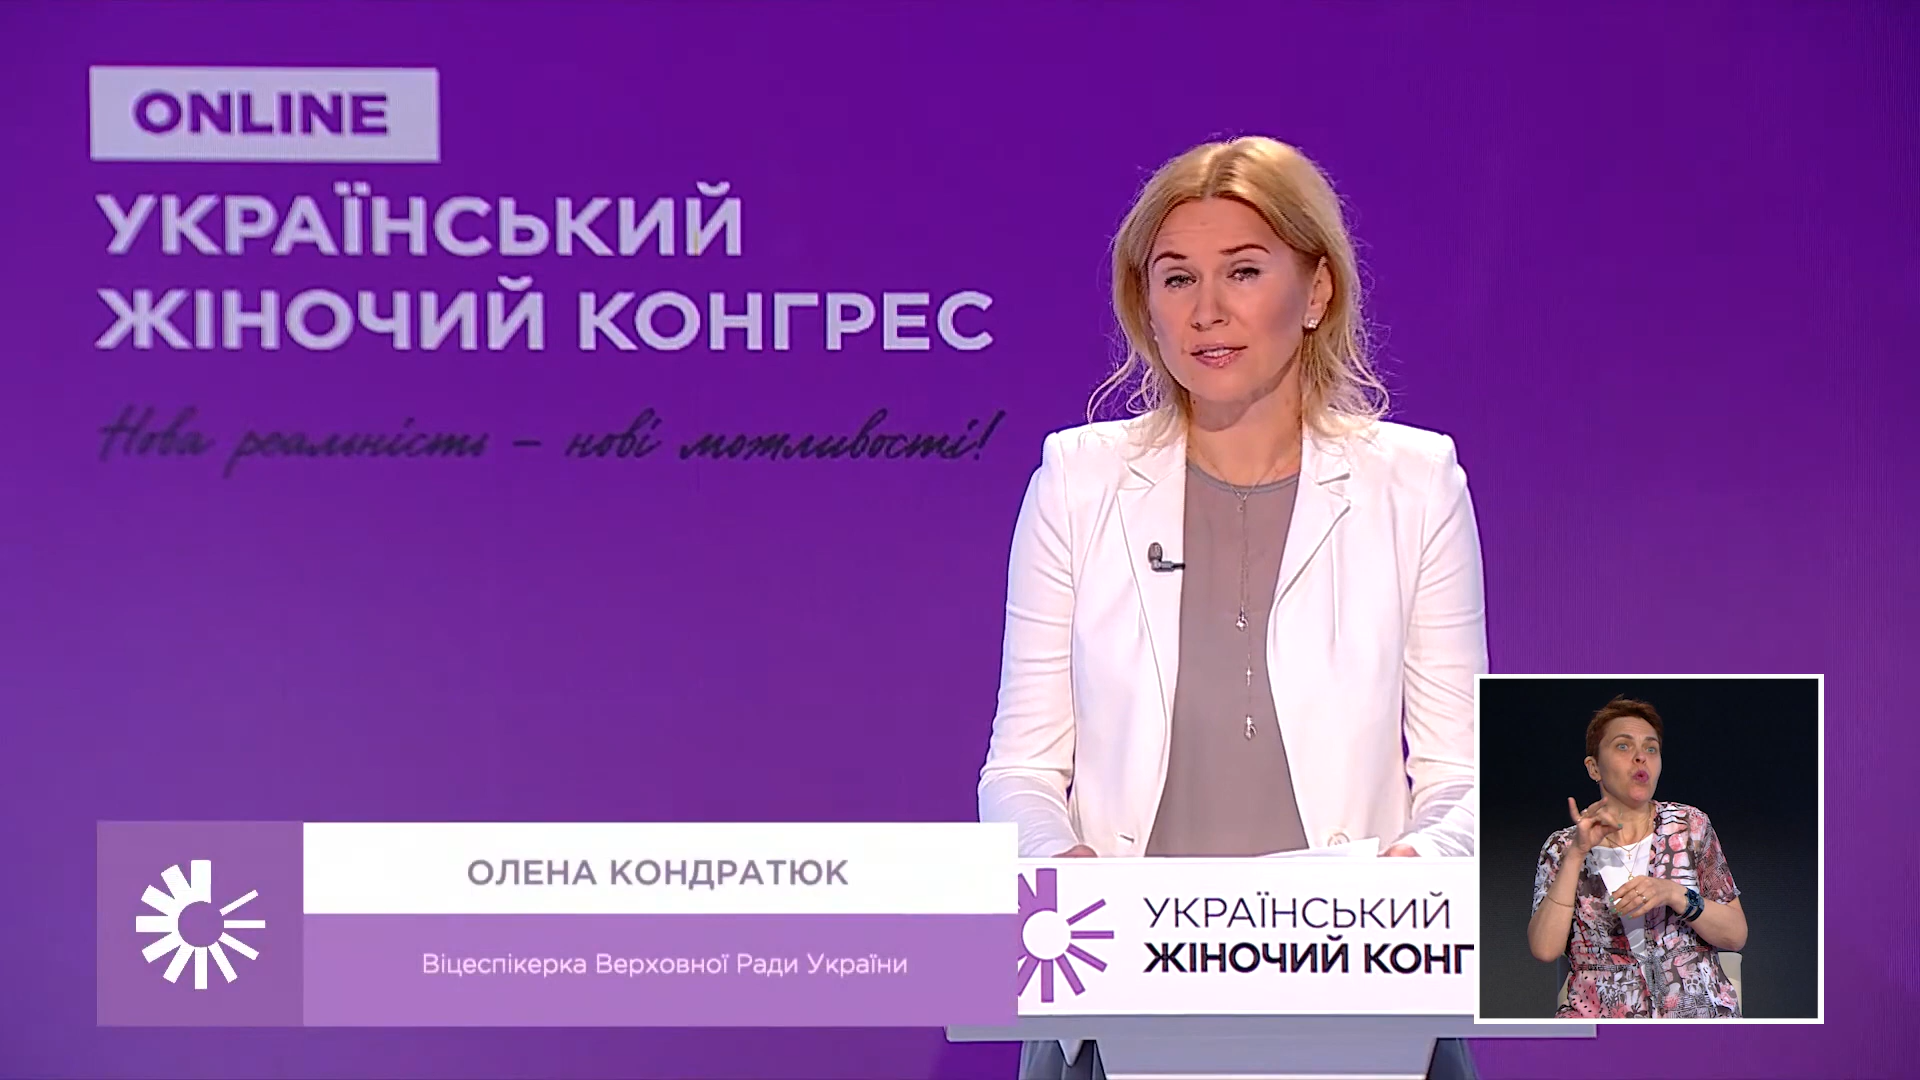 ONLINE
УКРАЇНСЬКИЙ
ЖІНОЧИЙ КОНГРЕС
Нова реальність – нові можливості!
ОЛЕНА КОНДРАТЮК
Віцеспікерка Верховної Ради України
УКРАЇНСЬКИЙ
ЖІНОЧИЙ КОНГ